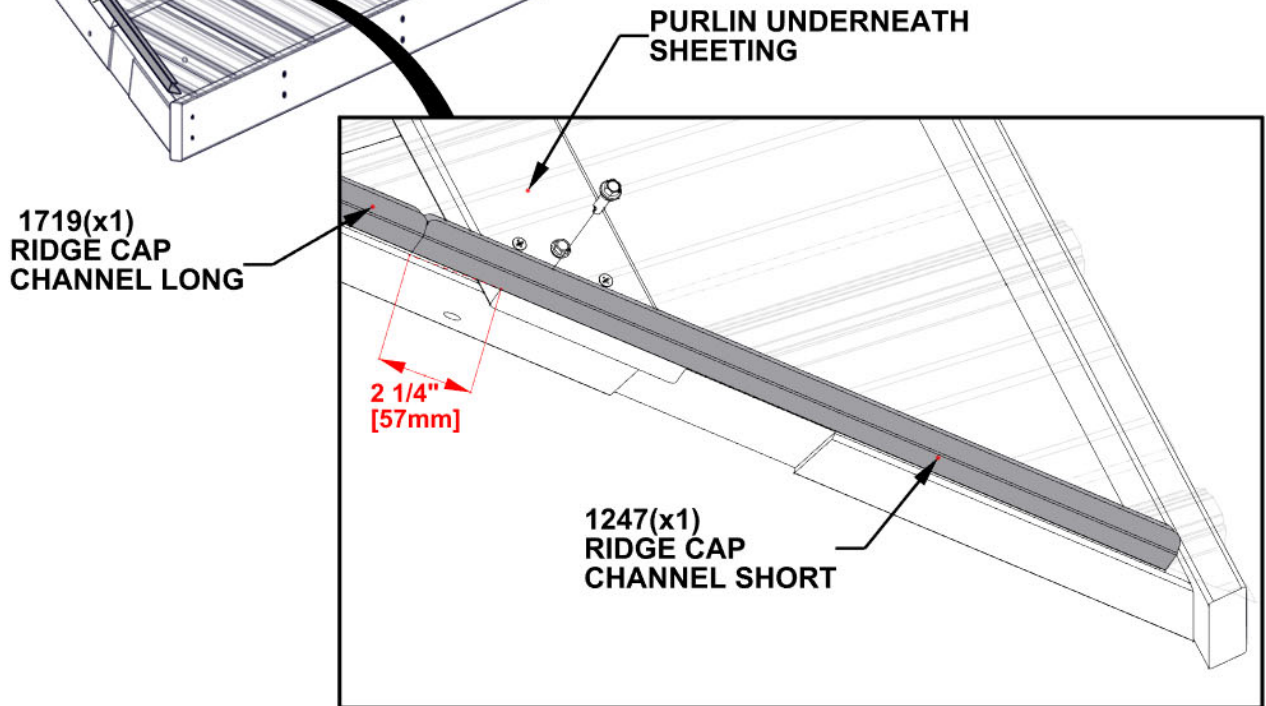 PURLIN UNDERNEATH
SHEETING
1719(x1)
RIDGE CAP
CHANNEL LONG
2 1/4"
[57mm]
1247(x1)
RIDGE CAP
CHANNEL SHORT